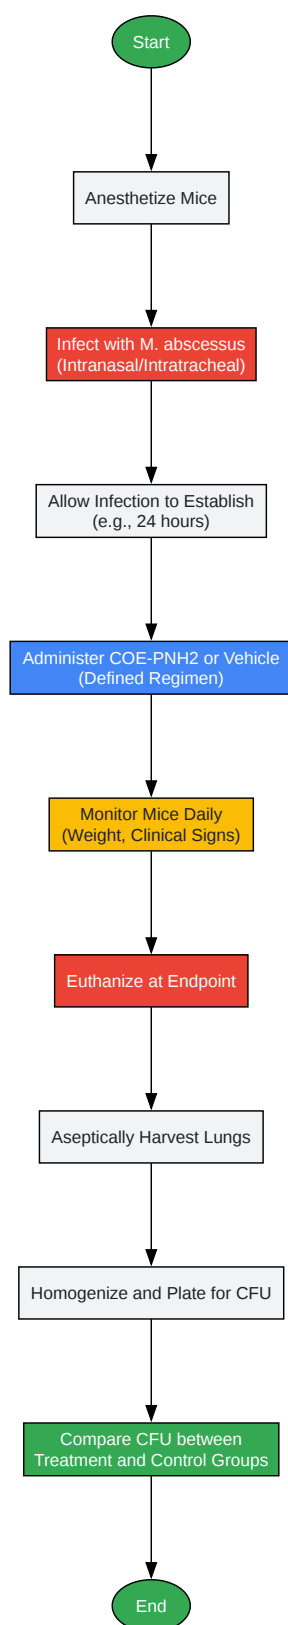 Start
Anesthetize Mice
Infect with M. abscessus
(Intranasal/Intratracheal)
Allow Infection to Establish
(e.g., 24 hours)
Administer COE-PNH2 or Vehicle
(Defined Regimen)
Monitor Mice Daily
(Weight, Clinical Signs)
Euthanize at Endpoint
Aseptically Harvest Lungs
Homogenize and Plate for CFU
Compare CFU between
Treatment and Control Groups
End